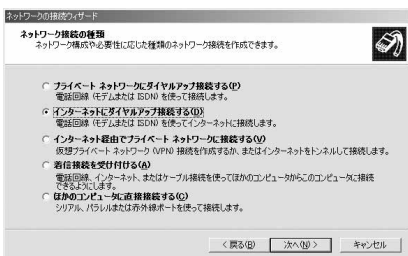 ネットワークの接続ウィザード
ネットワーク接続の種類
ネットワーク構成や必要性に応じた種類のネットワーク接続を作成できます。
プライベート ネットワークにダイヤルアップ接続する(P)
電話回線 (モデムまたは ISDN) を使って接続します。
インターネットにダイヤルアップ接続する(D)
電話回線 (モデムまたは ISDN) を使ってインターネットに接続します。
インターネット経由でプライベート ネットワークに接続する(V)
仮想プライベート ネットワーク (VPN) 接続を作成するか、またはインターネットをトンネルして接続します。
着信接続を受け付ける(A)
電話回線、インターネット、またはケーブル接続を使ってほかのコンピュータからこのコンピュータに接続
できるようにします。
ほかのコンピュータに直接接続する(C)
シリアル、パラレルまたは赤外線ポートを使って接続します。
< 戻る(B) 次へ(N) > キャンセル